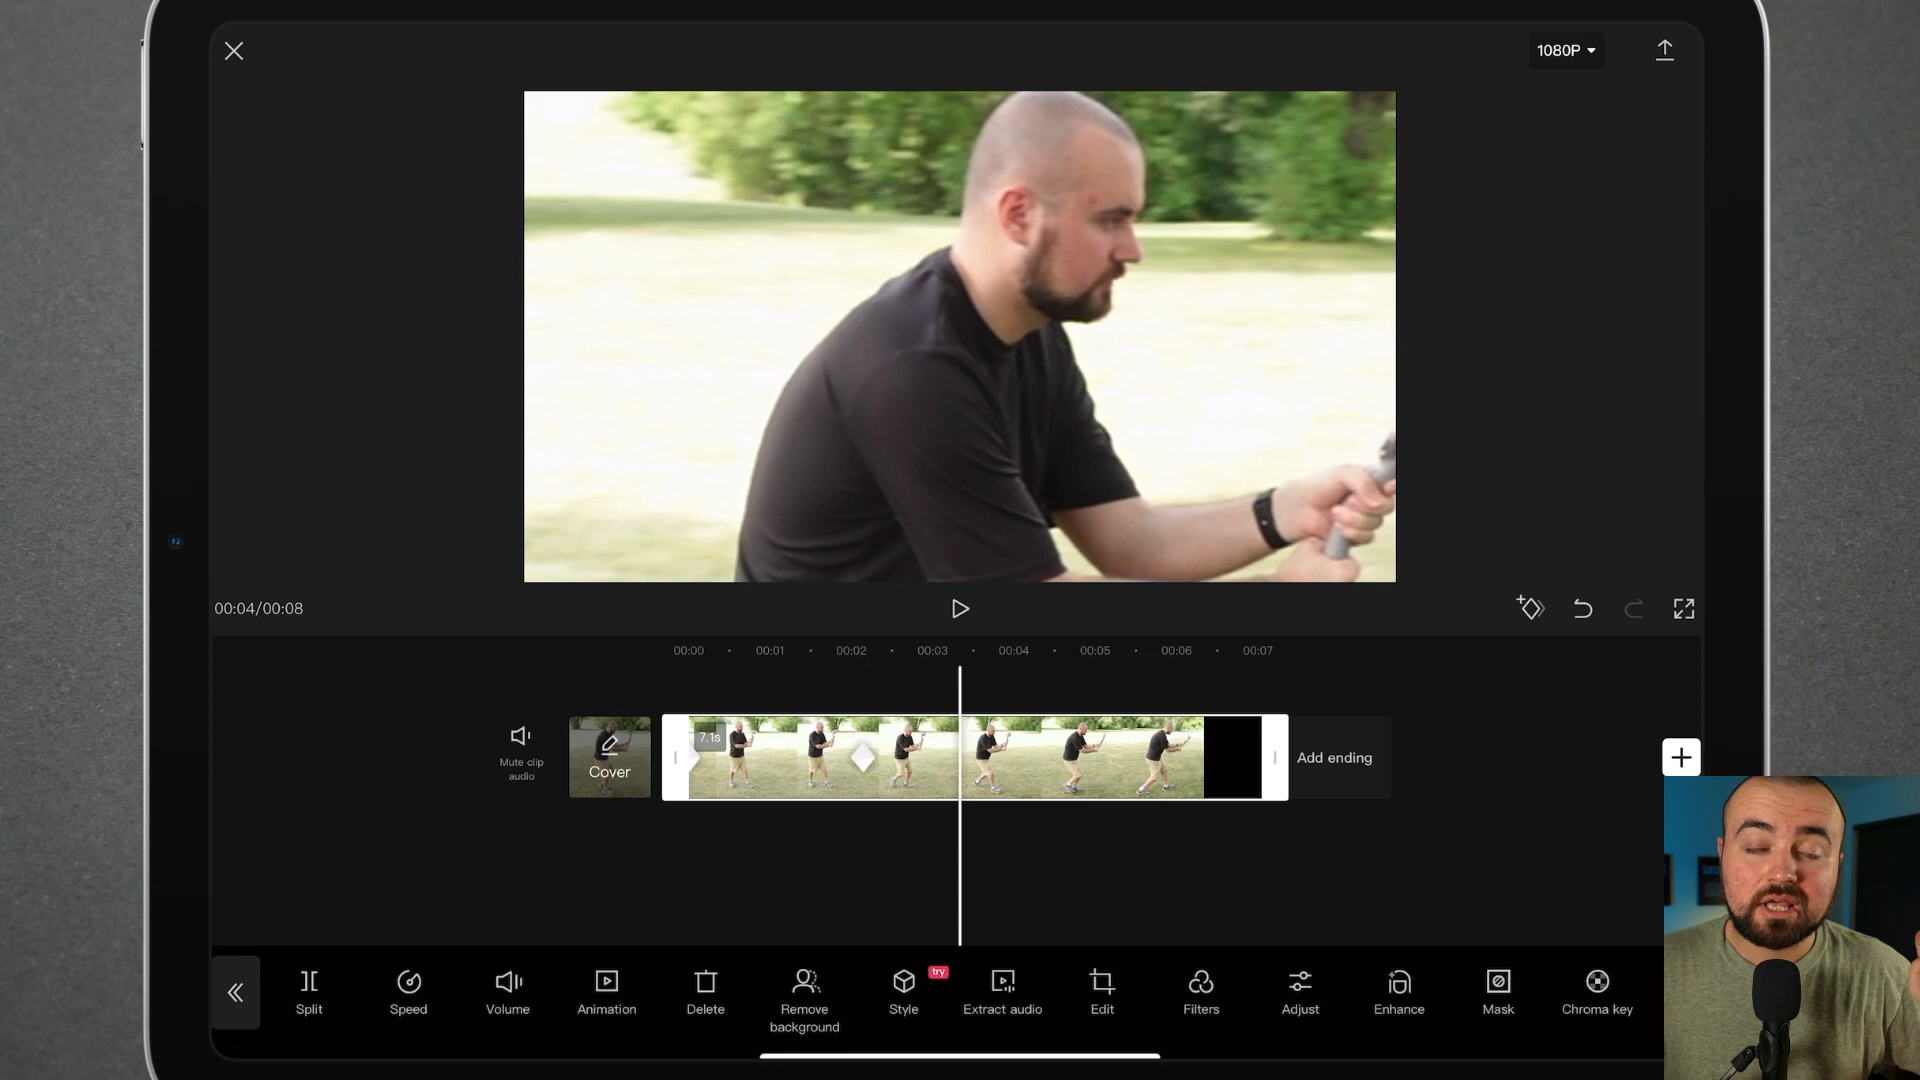 1080P
00:04/00:08
00:00 00:01 00:02 00:03 00:04 00:05 00:06 00:07
7.1s
Mute clip
audio
Cover
Add ending
try
Split Speed Volume Animation Delete Remove
background Style Extract audio Edit Filters Adjust Enhance Mask Chroma key